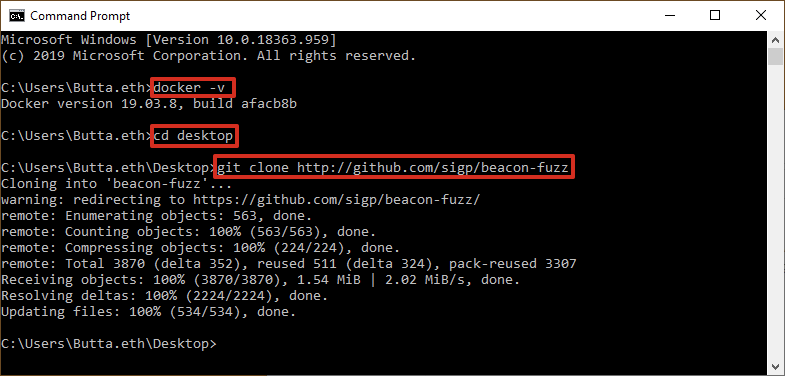 Command Prompt
Microsoft Windows [Version 10.0.18363.959]
(c) 2019 Microsoft Corporation. All rights reserved.
C:\Users\Butta.eth>docker -v
Docker version 19.03.8, build afacb8b
C:\Users\Butta.eth>cd desktop
C:\Users\Butta.eth\Desktop>git clone http://github.com/sigp/beacon-fuzz
Cloning into 'beacon-fuzz'...
warning: redirecting to https://github.com/sigp/beacon-fuzz/
remote: Enumerating objects: 563, done.
remote: Counting objects: 100% (563/563), done.
remote: Compressing objects: 100% (224/224), done.
remote: Total 3870 (delta 352), reused 511 (delta 324), pack-reused 3307
Receiving objects: 100% (3870/3870), 1.54 MiB | 2.02 MiB/s, done.
Resolving deltas: 100% (2224/2224), done.
Updating files: 100% (534/534), done.
C:\Users\Butta.eth\Desktop>